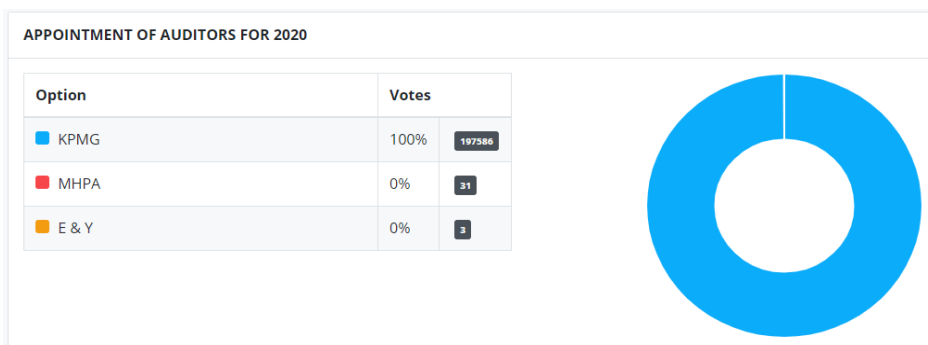 APPOINTMENT OF AUDITORS FOR 2020
Option Votes
KPMG 100% 197586
MHPA 0% 31
E & Y 0% 3